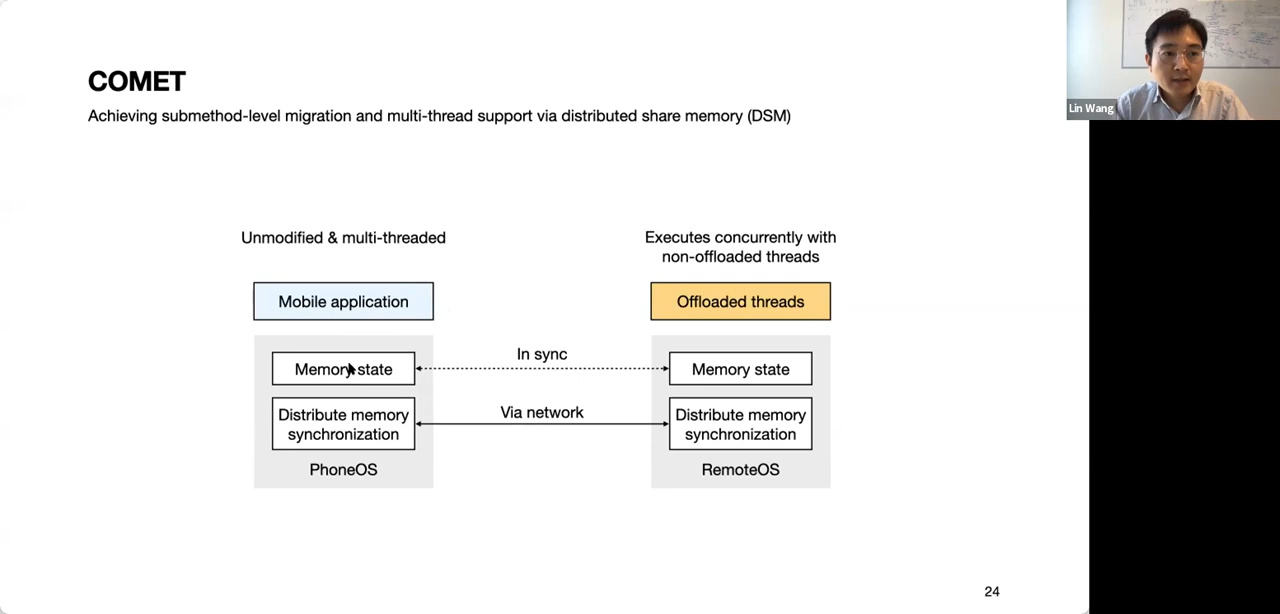 COMET
Achieving submethod-level migration and multi-thread support via distributed share memory (DSM)
Unmodified & multi-threaded
Mobile application
Memory state
Distribute memory
synchronization
PhoneOS
In sync
Via network
Executes concurrently with
non-offloaded threads
Offloaded threads
Memory state
Distribute memory
synchronization
RemoteOS
24
Lin Wang